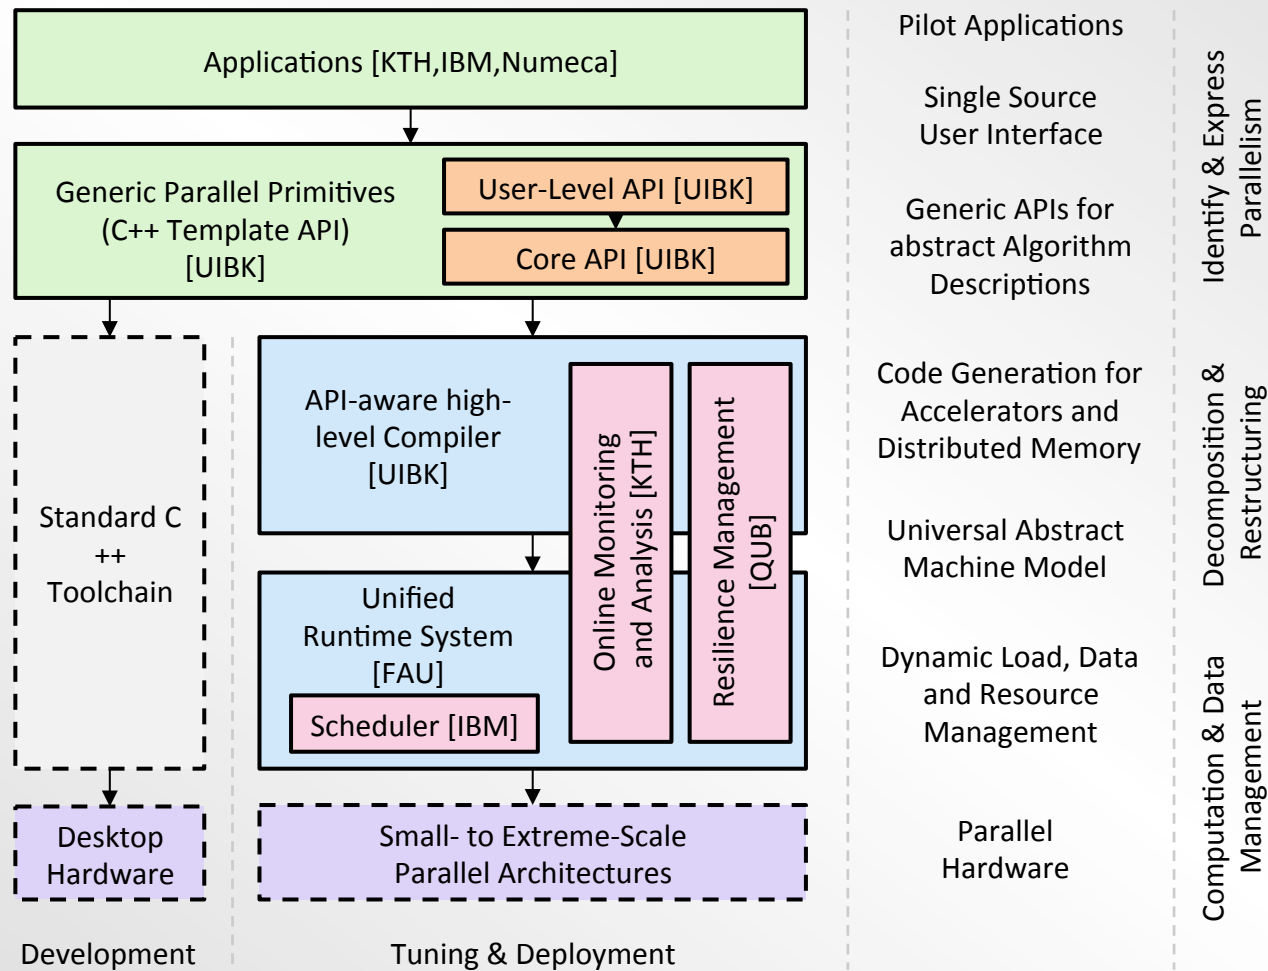 Applications [KTH,IBM,Numeca]
Generic Parallel Primitives
(C++ Template API)
[UIBK]
User-Level API [UIBK]
Core API [UIBK]
Standard C
++
Toolchain
API-aware high-
level Compiler
[UIBK]
Unified
Runtime System
[FAU]
Scheduler [IBM]
Online Monitoring
and Analysis [KTH]
Resilience Management
[QUB]
Desktop
Hardware
Small- to Extreme-Scale
Parallel Architectures
Development
Tuning & Deployment
Pilot Applications
Single Source
User Interface
Generic APIs for
abstract Algorithm
Descriptions
Code Generation for
Accelerators and
Distributed Memory
Universal Abstract
Machine Model
Dynamic Load, Data
and Resource
Management
Parallel
Hardware
Identify & Express
Parallelism
Decomposition &
Restructuring
Computation & Data
Management